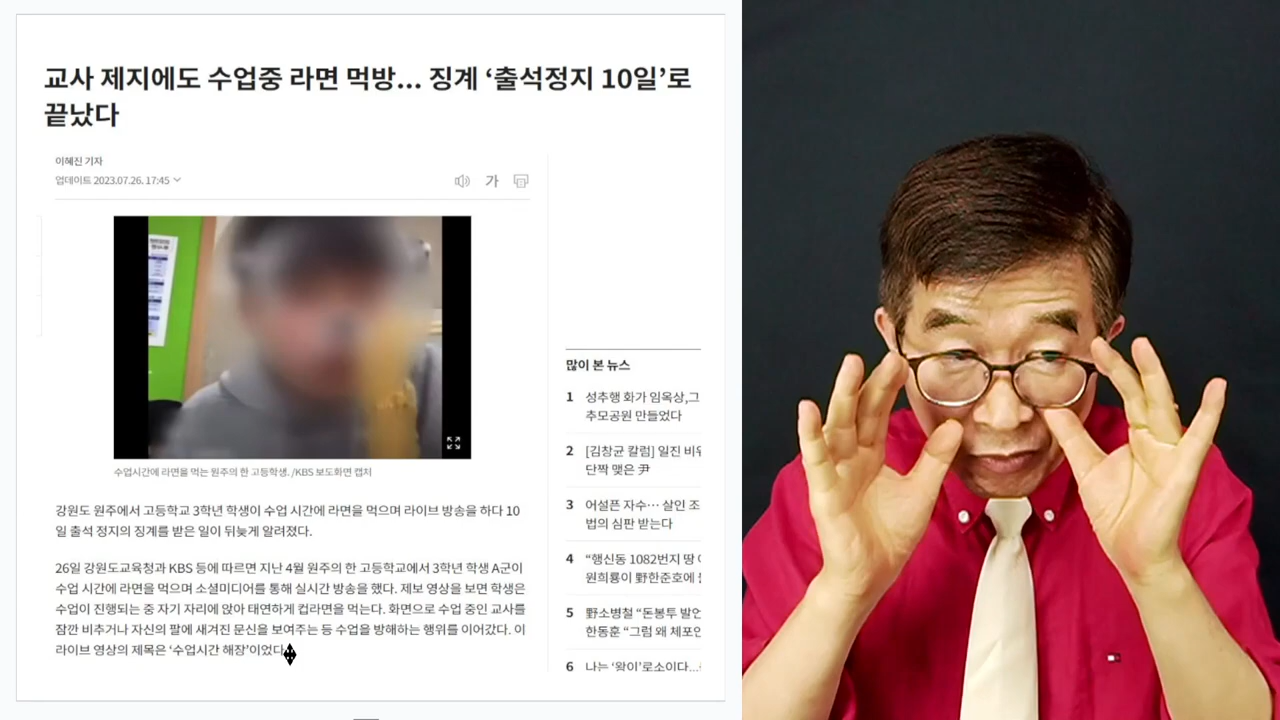 교사 제지에도 수업중 라면 먹방... 징계 ‘출석정지 10일’로
끝났다
이혜진 기자
업데이트 2023.07.26. 17:45
가
수업시간에 라면을 먹는 원주의 한 고등학생. /KBS 보도화면 캡처
강원도 원주에서 고등학교 3학년 학생이 수업 시간에 라면을 먹으며 라이브 방송을 하다 10
일 출석 정지의 징계를 받은 일이 뒤늦게 알려졌다.
26일 강원도교육청과 KBS 등에 따르면 지난 4월 원주의 한 고등학교에서 3학년 학생 A군이
수업 시간에 라면을 먹으며 소셜미디어를 통해 실시간 방송을 했다. 제보 영상을 보면 학생은
수업이 진행되는 중 자기 자리에 앉아 태연하게 컵라면을 먹는다. 화면으로 수업 중인 교사를
잠깐 비추거나 자신의 팔에 새겨진 문신을 보여주는 등 수업을 방해하는 행위를 이어갔다. 이
라이브 영상의 제목은 ‘수업시간 해장’이었다
많이 본 뉴스
1 성추행 화가 임옥상,그
추모공원 만들었다
2 [김창균 칼럼] 일진 비위
단짝 맺은 尹
3 어설픈 자수… 살인 조
법의 심판 받는다
4 “행신동 1082번지 땅
원희룡이 野한준호에
5 野소병철 “돈봉투 발언
한동훈 “그럼 왜 체포안
6 나는 ‘왕이’로소이다...